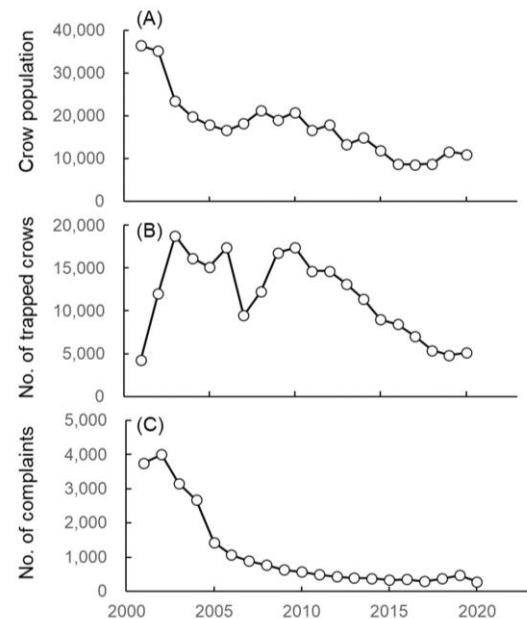 (A)
40,000
30,000
20,000
10,000
0
Crow population
(B)
20,000
15,000
10,000
5,000
0
No. of trapped crows
(C)
5,000
4,000
3,000
2,000
1,000
0
No. of complaints
2000 2005 2010 2015 2020